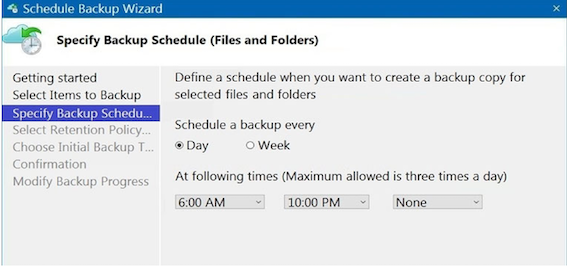 Schedule Backup Wizard
Specify Backup Schedule (Files and Folders)
Getting started
Select Items to Backup
Specify Backup Schedu...
Select Retention Policy...
Choose Initial Backup T...
Confirmation
Modify Backup Progress
Define a schedule when you want to create a backup copy for
selected files and folders
Schedule a backup every
Day Week
At following times (Maximum allowed is three times a day)
6:00 AM 10:00 PM None